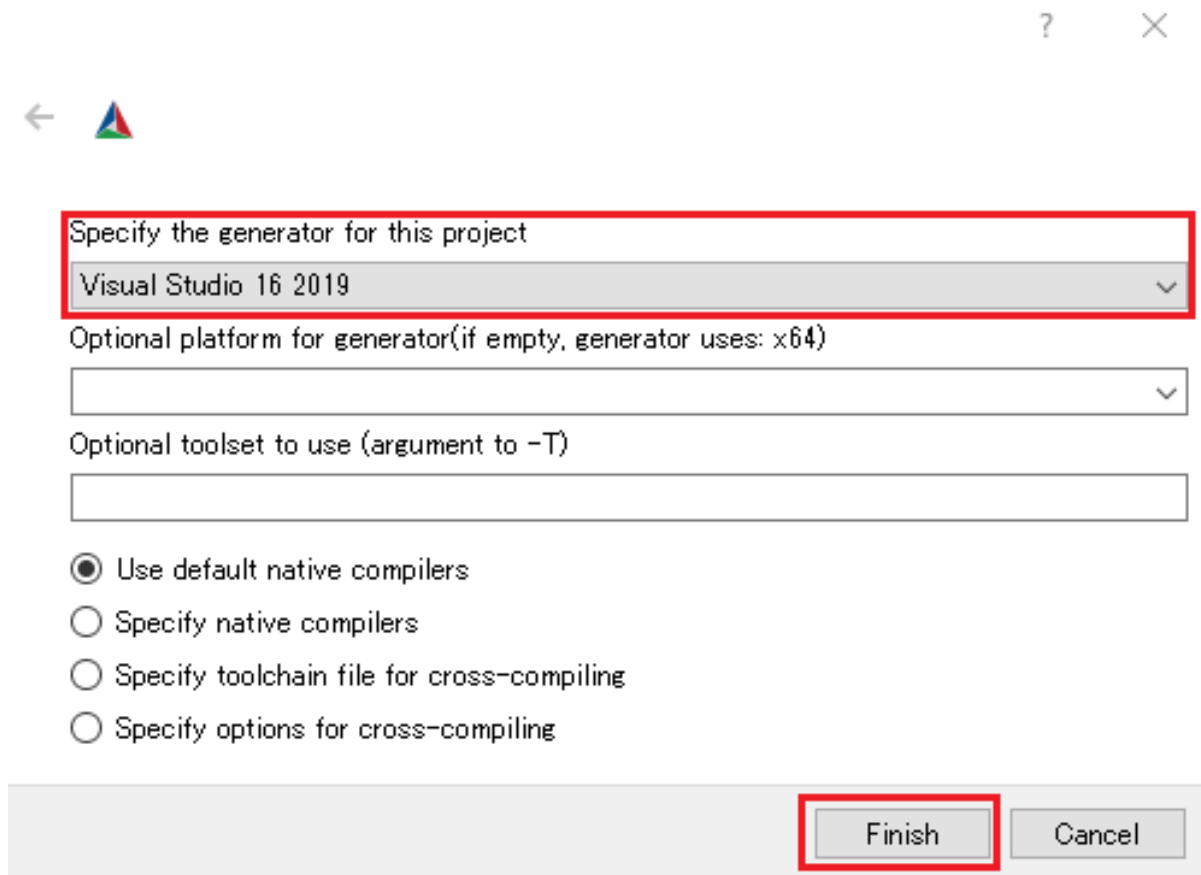 ?
Specify the generator for this project
Visual Studio 16 2019
Optional platform for generator(if empty, generator uses: x64)
Optional toolset to use (argument to -T)
Use default native compilers
Specify native compilers
Specify toolchain file for cross-compiling
Specify options for cross-compiling
Finish Cancel